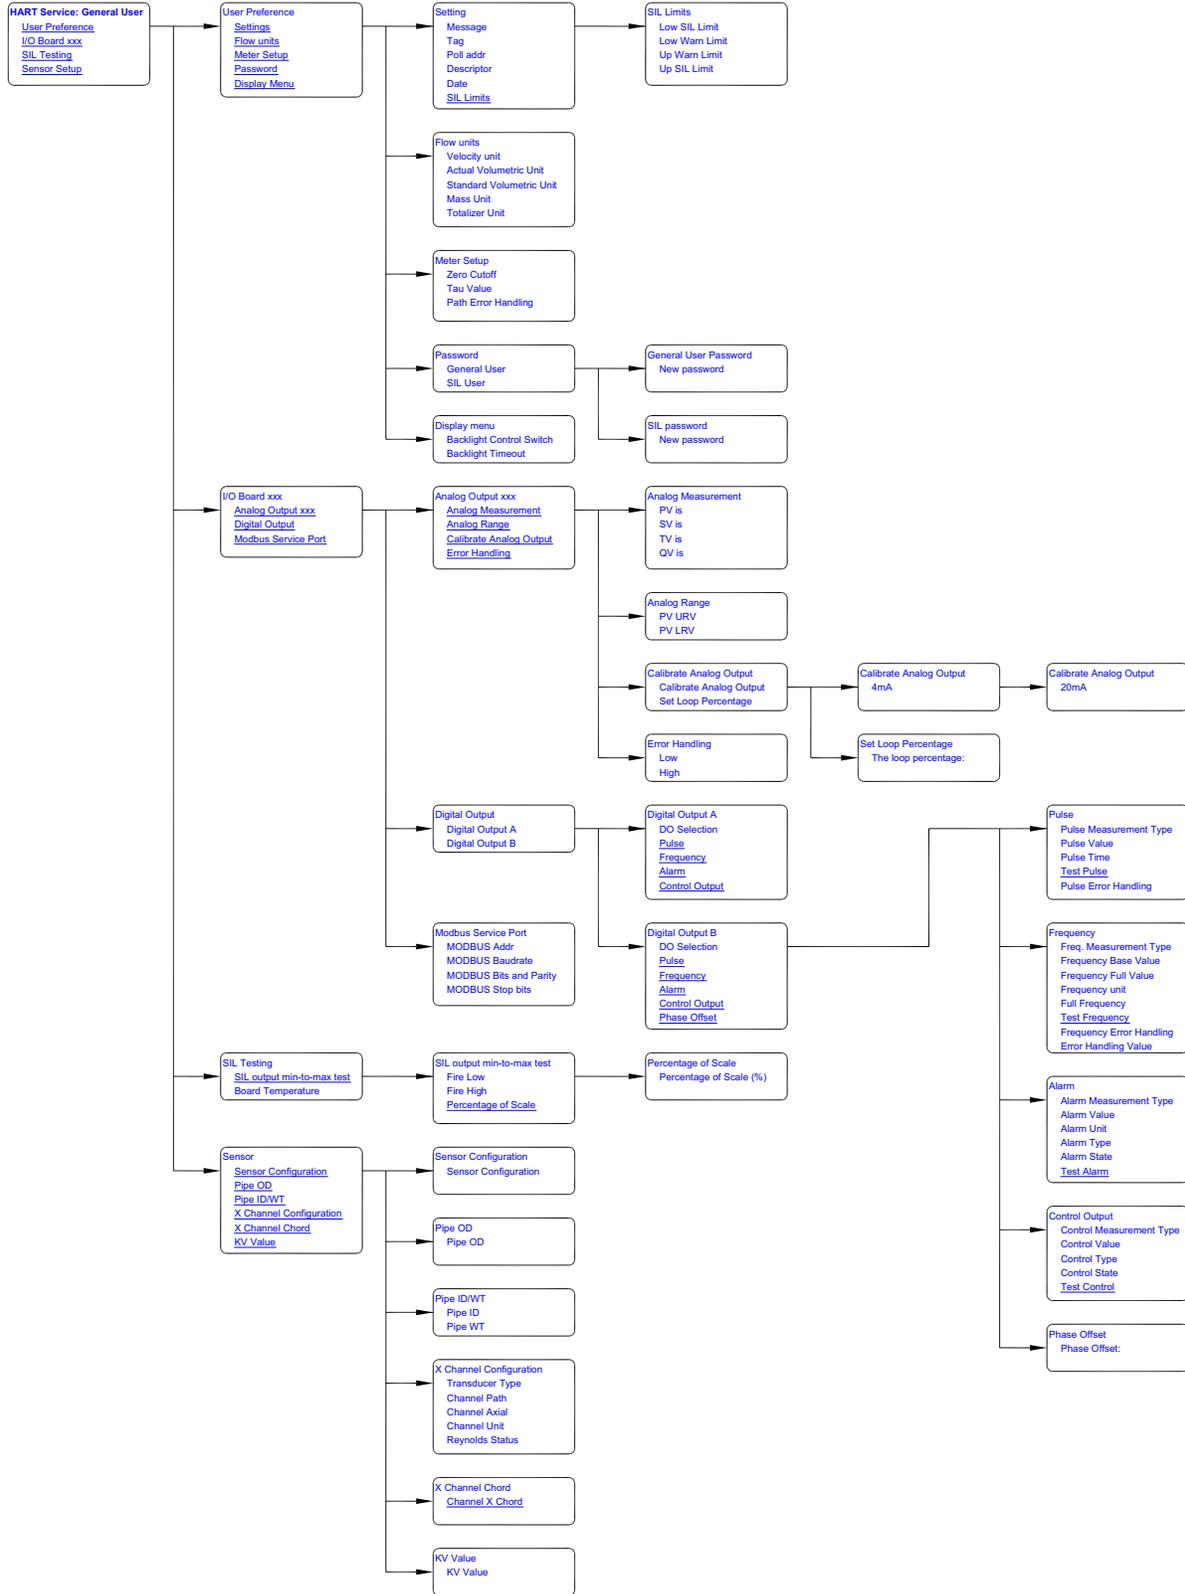 HART Service: General User
User Preference
I/O Board xxx
SIL Testing
Sensor Setup
User Preference
Settings
Flow units
Meter Setup
Password
Display Menu
Setting
Message
Tag
Poll addr
Descriptor
Date
SIL Limits
SIL Limits
Low SIL Limit
Low Warn Limit
Up Warn Limit
Up SIL Limit
Flow units
Velocity unit
Actual Volumetric Unit
Standard Volumetric Unit
Mass Unit
Totalizer Unit
Meter Setup
Zero Cutoff
Tau Value
Path Error Handling
Password
General User
SIL User
General User Password
New password
SIL password
New password
Display menu
Backlight Control Switch
Backlight Timeout
I/O Board xxx
Analog Output xxx
Digital Output
Modbus Service Port
Analog Output xxx
Analog Measurement
Analog Range
Calibrate Analog Output
Error Handling
Analog Measurement
PV is
SV is
TV is
QV is
Analog Range
PV URV
PV LRV
Calibrate Analog Output
Calibrate Analog Output
Set Loop Percentage
Calibrate Analog Output
4mA
Calibrate Analog Output
20mA
Set Loop Percentage
The loop percentage:
Error Handling
Low
High
Digital Output
Digital Output A
Digital Output B
Digital Output A
DO Selection
Pulse
Frequency
Alarm
Control Output
Digital Output B
DO Selection
Pulse
Frequency
Alarm
Control Output
Phase Offset
Pulse
Pulse Measurement Type
Pulse Value
Pulse Time
Test Pulse
Pulse Error Handling
Frequency
Freq. Measurement Type
Frequency Base Value
Frequency Full Value
Frequency unit
Full Frequency
Test Frequency
Frequency Error Handling
Error Handling Value
Alarm
Alarm Measurement Type
Alarm Value
Alarm Unit
Alarm Type
Alarm State
Test Alarm
Control Output
Control Measurement Type
Control Value
Control Type
Control State
Test Control
Phase Offset
Phase Offset:
Modbus Service Port
MODBUS Addr
MODBUS Baudrate
MODBUS Bits and Parity
MODBUS Stop bits
SIL Testing
SIL output min-to-max test
Board Temperature
SIL output min-to-max test
Fire Low
Fire High
Percentage of Scale
Percentage of Scale
Percentage of Scale (%)
Sensor
Sensor Configuration
Pipe OD
Pipe ID/WT
X Channel Configuration
X Channel Chord
KV Value
Sensor Configuration
Sensor Configuration
Pipe OD
Pipe OD
Pipe ID/WT
Pipe ID
Pipe WT
X Channel Configuration
Transducer Type
Channel Path
Channel Axial
Channel Unit
Reynolds Status
X Channel Chord
Channel X Chord
KV Value
KV Value